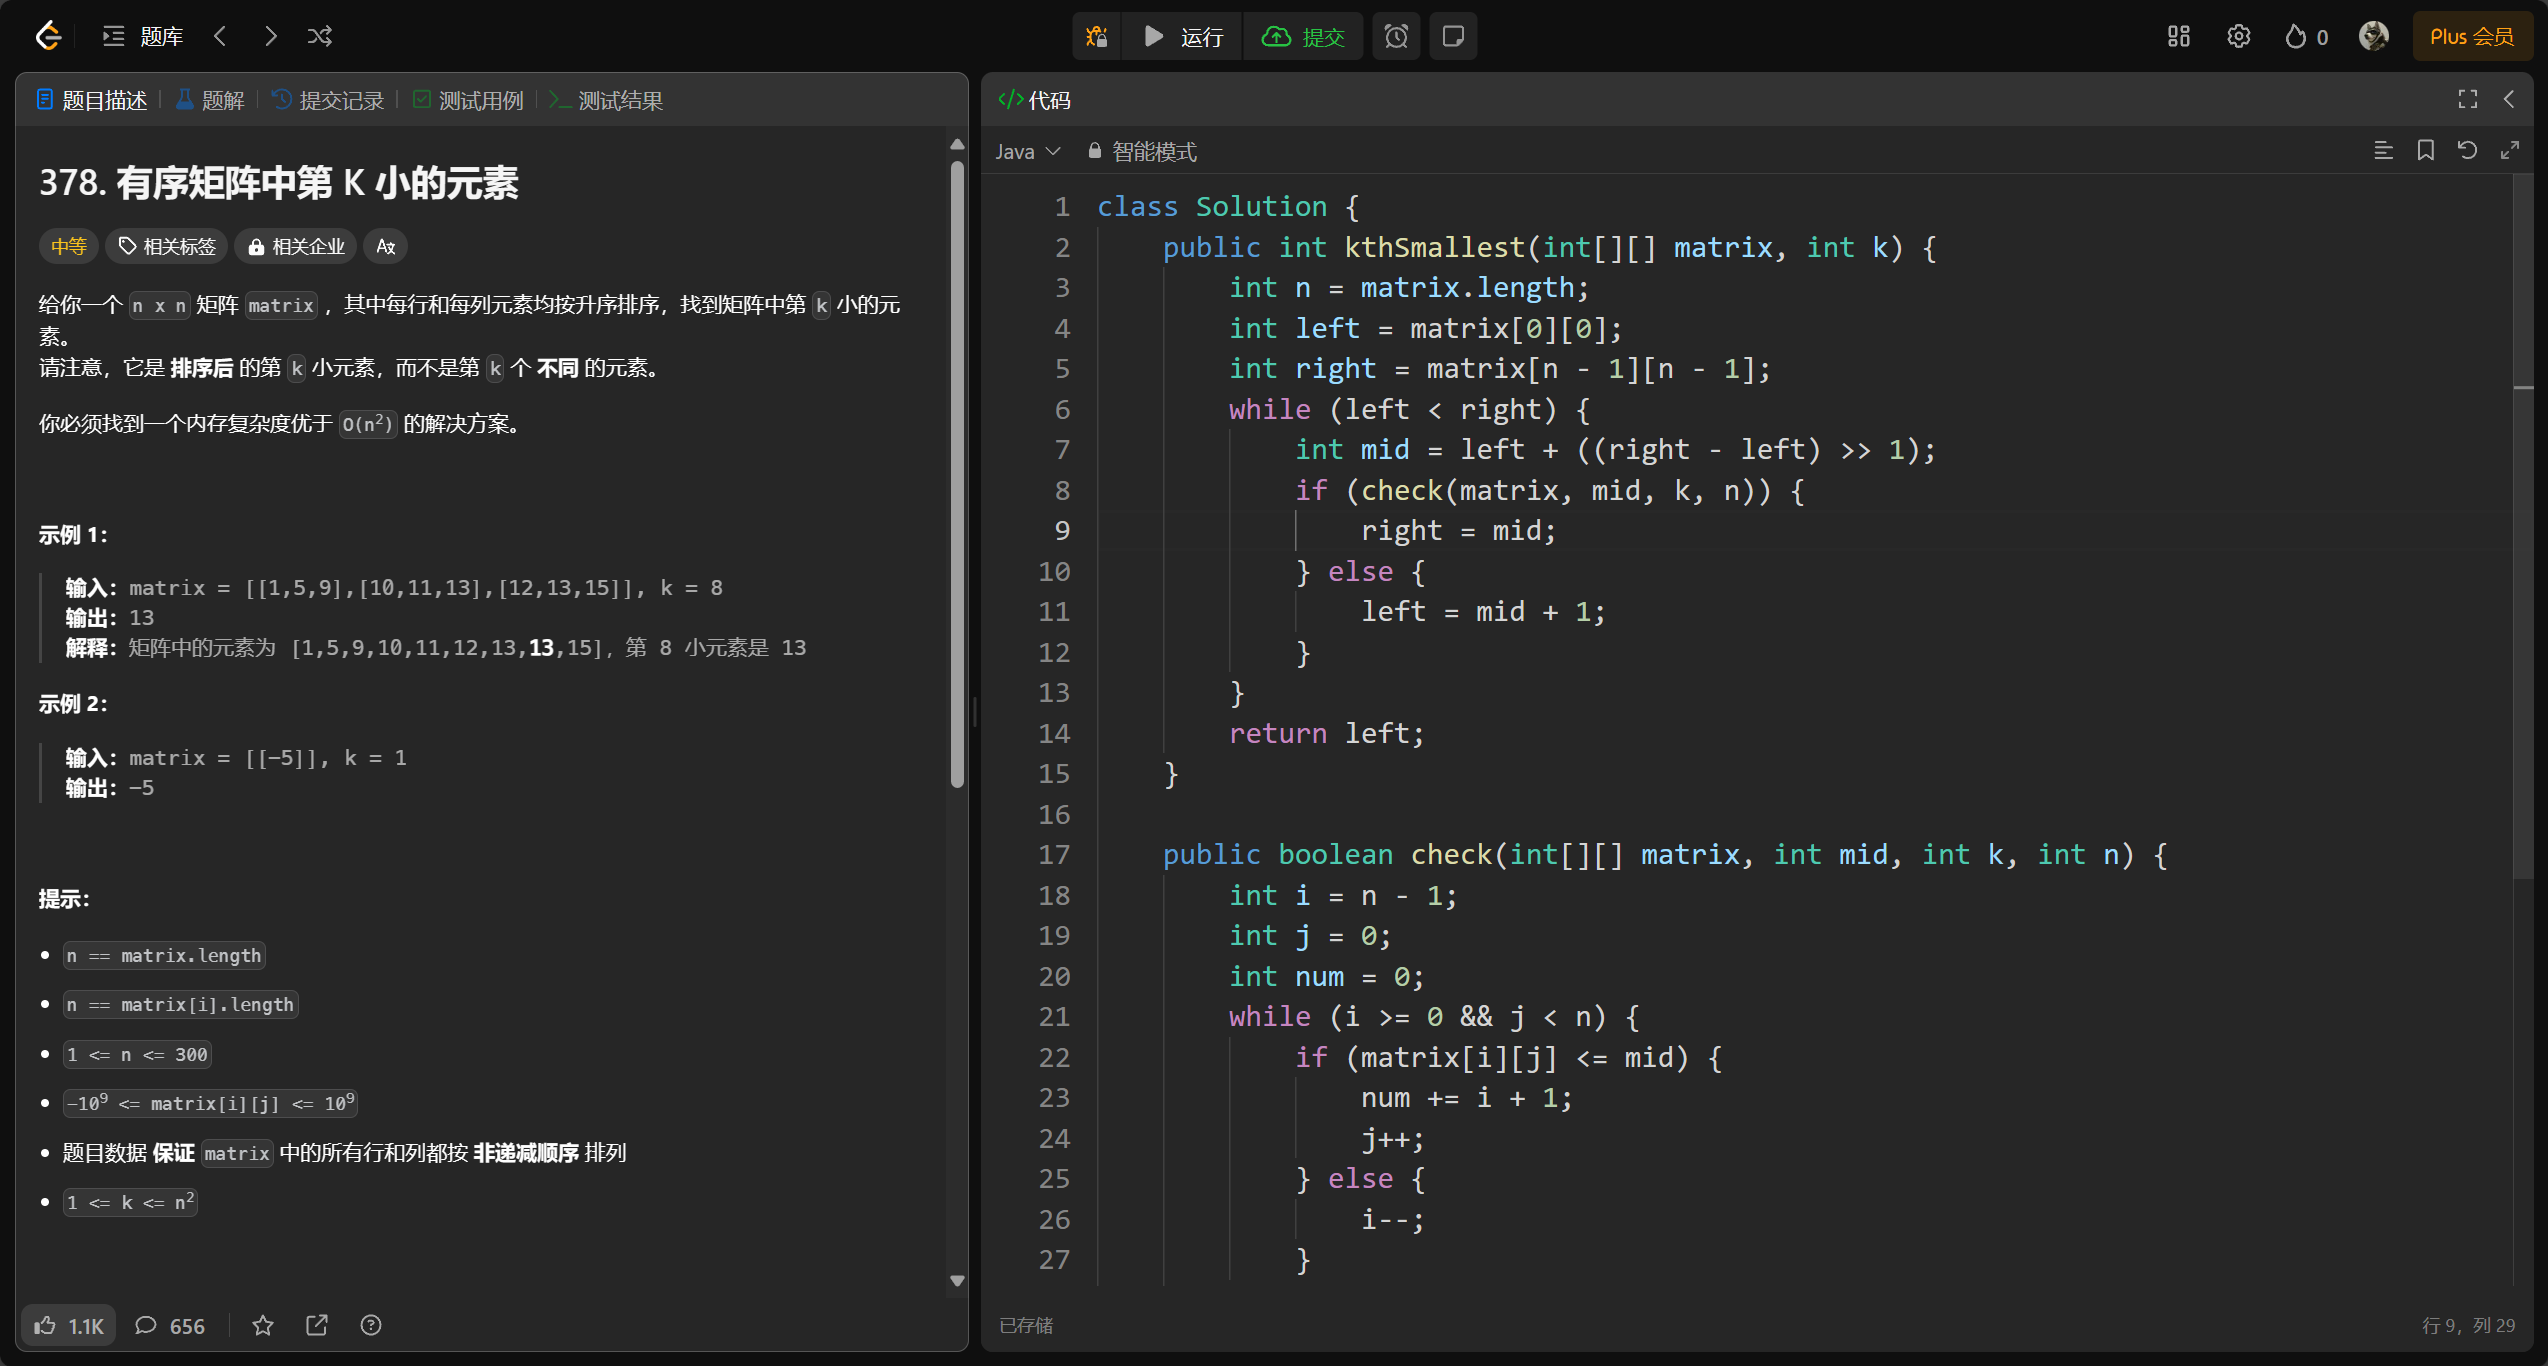 题库
运行
提交
0
Plus 会员
题目描述
题解
提交记录
测试用例
测试结果
378. 有序矩阵中第 K 小的元素
中等
相关标签
相关企业
给你一个 n x n 矩阵 matrix ，其中每行和每列元素均按升序排序，找到矩阵中第 k 小的元
素。
请注意，它是 排序后 的第 k 小元素，而不是第 k 个 不同 的元素。
你必须找到一个内存复杂度优于 O(n²) 的解决方案。
示例 1：
输入：matrix = [[1,5,9],[10,11,13],[12,13,15]], k = 8
输出：13
解释：矩阵中的元素为 [1,5,9,10,11,12,13,13,15]，第 8 小元素是 13
示例 2：
输入：matrix = [[-5]], k = 1
输出：-5
提示：
n == matrix.length
n == matrix[i].length
1 <= n <= 300
-10⁹ <= matrix[i][j] <= 10⁹
题目数据 保证 matrix 中的所有行和列都按 非递减顺序 排列
1 <= k <= n²
1.1K
656
</> 代码
Java
智能模式
1 class Solution {
2     public int kthSmallest(int[][] matrix, int k) {
3         int n = matrix.length;
4         int left = matrix[0][0];
5         int right = matrix[n - 1][n - 1];
6         while (left < right) {
7             int mid = left + ((right - left) >> 1);
8             if (check(matrix, mid, k, n)) {
9                 right = mid;
10             } else {
11                 left = mid + 1;
12             }
13         }
14         return left;
15     }
16
17     public boolean check(int[][] matrix, int mid, int k, int n) {
18         int i = n - 1;
19         int j = 0;
20         int num = 0;
21         while (i >= 0 && j < n) {
22             if (matrix[i][j] <= mid) {
23                 num += i + 1;
24                 j++;
25             } else {
26                 i--;
27             }
已存储
行 9，列 29